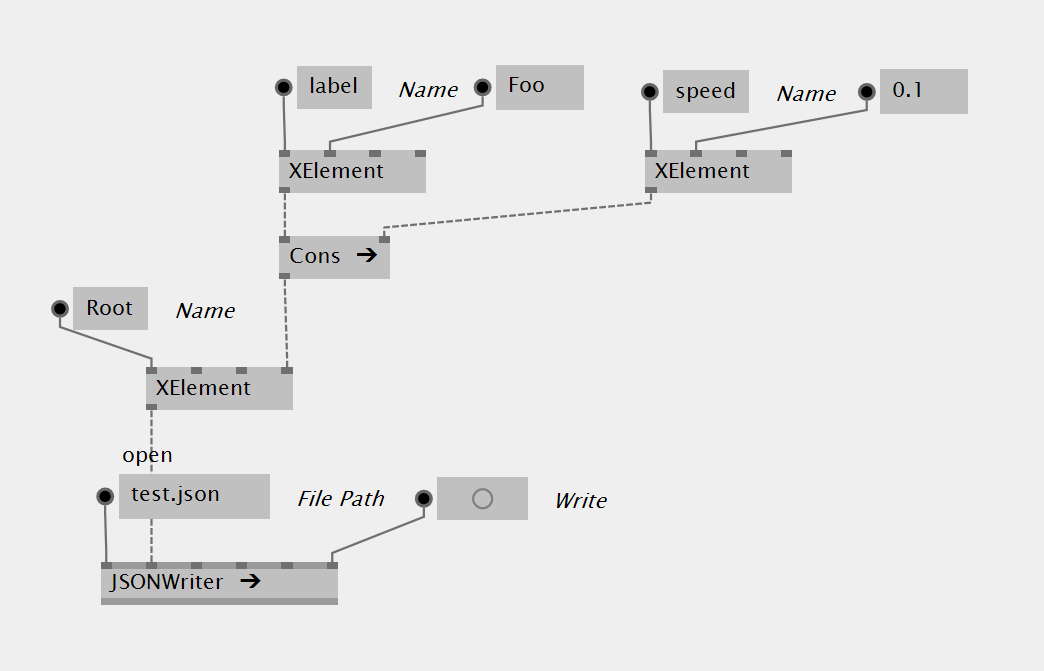 label
Name
Foo
speed
Name
0.1
XElement
XElement
Cons ➔
Root
Name
XElement
open
test.json
File Path
Write
JSONWriter ➔